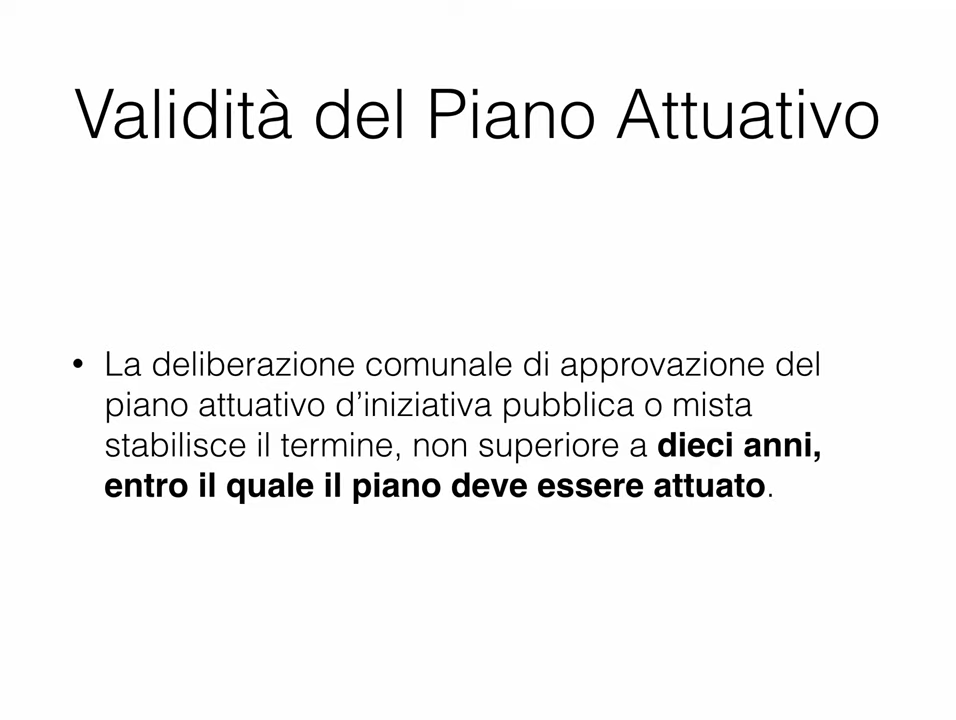 Validità del Piano Attuativo
• La deliberazione comunale di approvazione del
piano attuativo d’iniziativa pubblica o mista
stabilisce il termine, non superiore a dieci anni,
entro il quale il piano deve essere attuato.